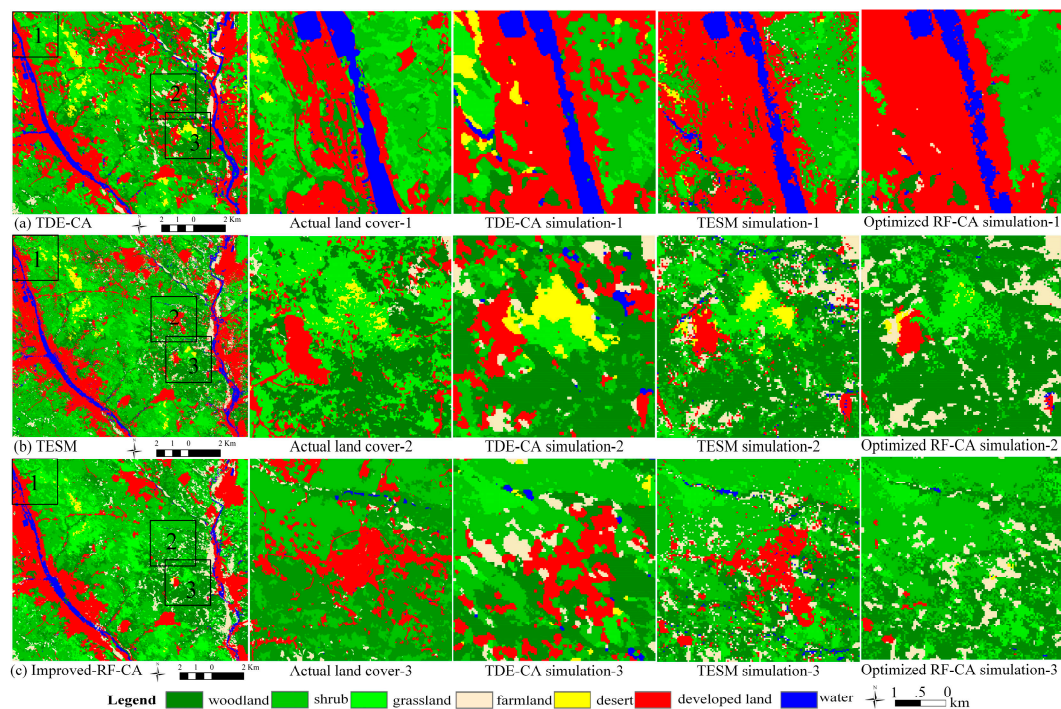 1
2
3
(a) TDE-CA
2 1 0 2 Km
Actual land cover-1
TDE-CA simulation-1
TESM simulation-1
Optimized RF-CA simulation-1
1
2
3
(b) TESM
2 1 0 2 Km
Actual land cover-2
TDE-CA simulation-2
TESM simulation-2
Optimized RF-CA simulation-2
1
2
3
(c) Improved-RF-CA
2 1 0 2 Km
Actual land cover-3
TDE-CA simulation-3
TESM simulation-3
Optimized RF-CA simulation-3
Legend woodland shrub grassland farmland desert developed land water
N
1 .5 0
km